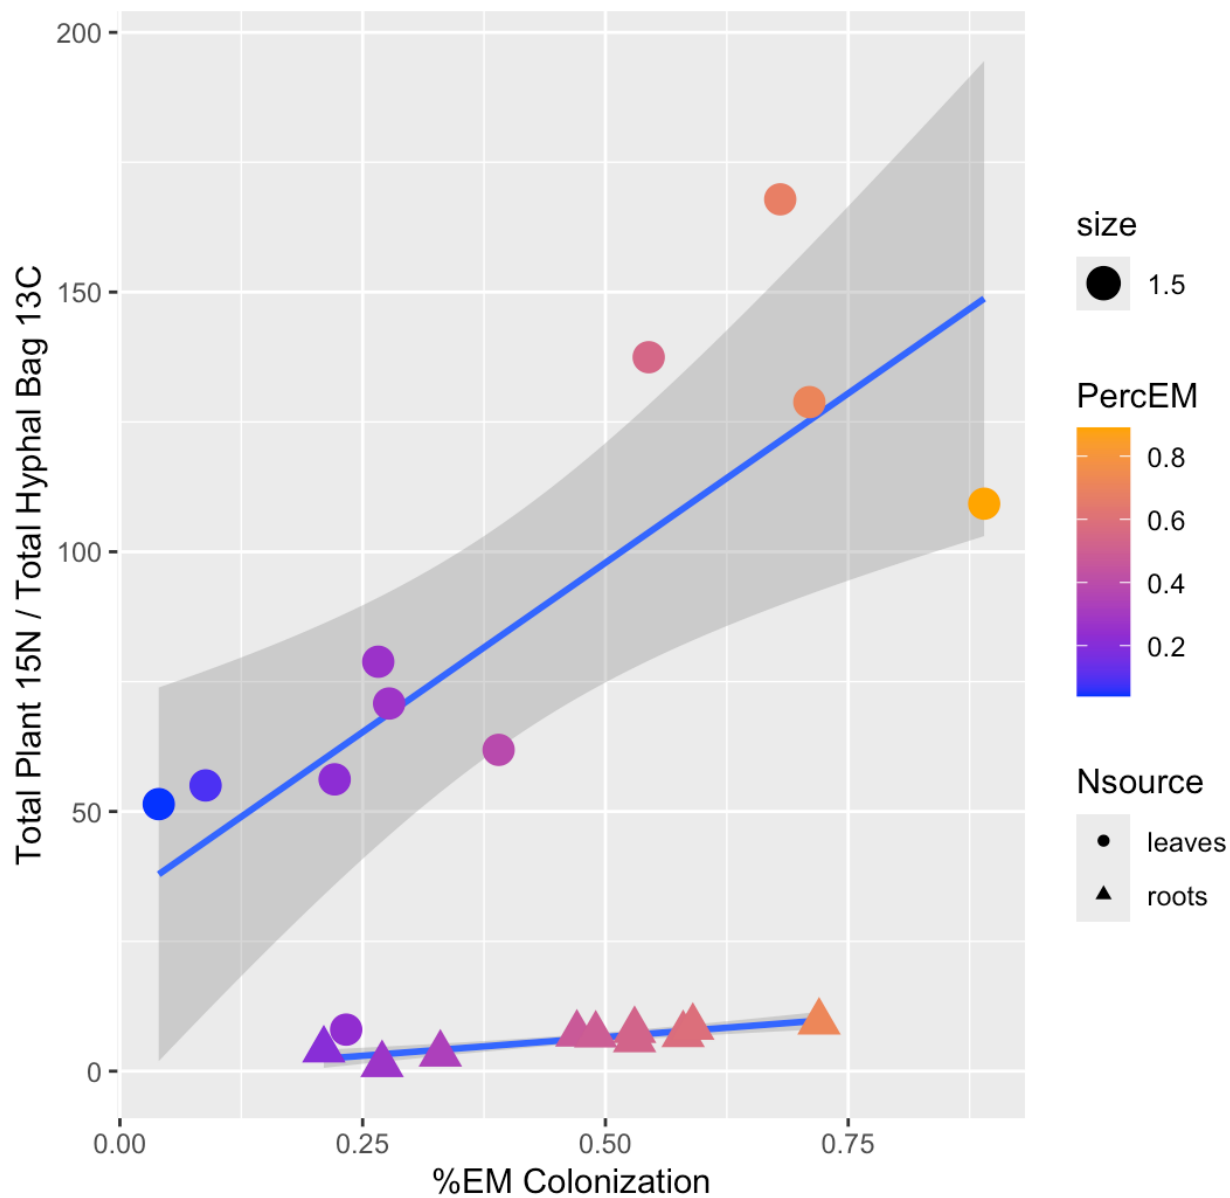 200
150
100
50
0
0.00
0.25
0.50
0.75
%EM Colonization
Total Plant 15N / Total Hyphal Bag 13C
size
1.5
PercEM
0.8
0.6
0.4
0.2
Nsource
leaves
roots